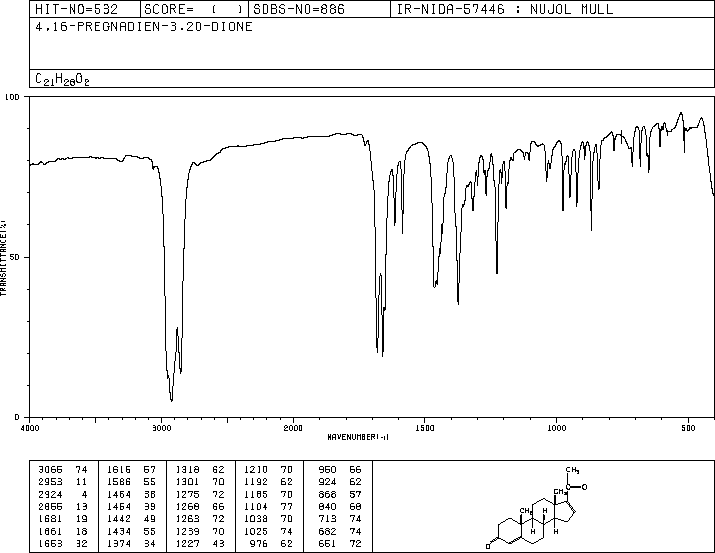 HIT-NO=532 SCORE= ( ) SDBS-NO=886 IR-NIDA-57446 : NUJOL MULL
4,16-PREGNADIEN-3,20-DIONE
C21H28O2
100
50
0
TRANSMITTANCE(%)
4000 3000 2000 1500 1000 500
WAVENUMBER(-1)
3066 74 1616 57 1318 62 1210 70 960 66
2953 11 1586 55 1301 70 1192 62 924 62
2924 4 1464 38 1275 72 1185 70 868 57
2855 13 1454 39 1268 66 1104 77 840 68
1681 19 1442 49 1263 72 1038 70 713 74
1661 18 1434 55 1239 70 1025 74 682 74
1653 32 1374 34 1227 43 976 62 651 72
CH3
CH3 C=O
CH3 H
H H
O